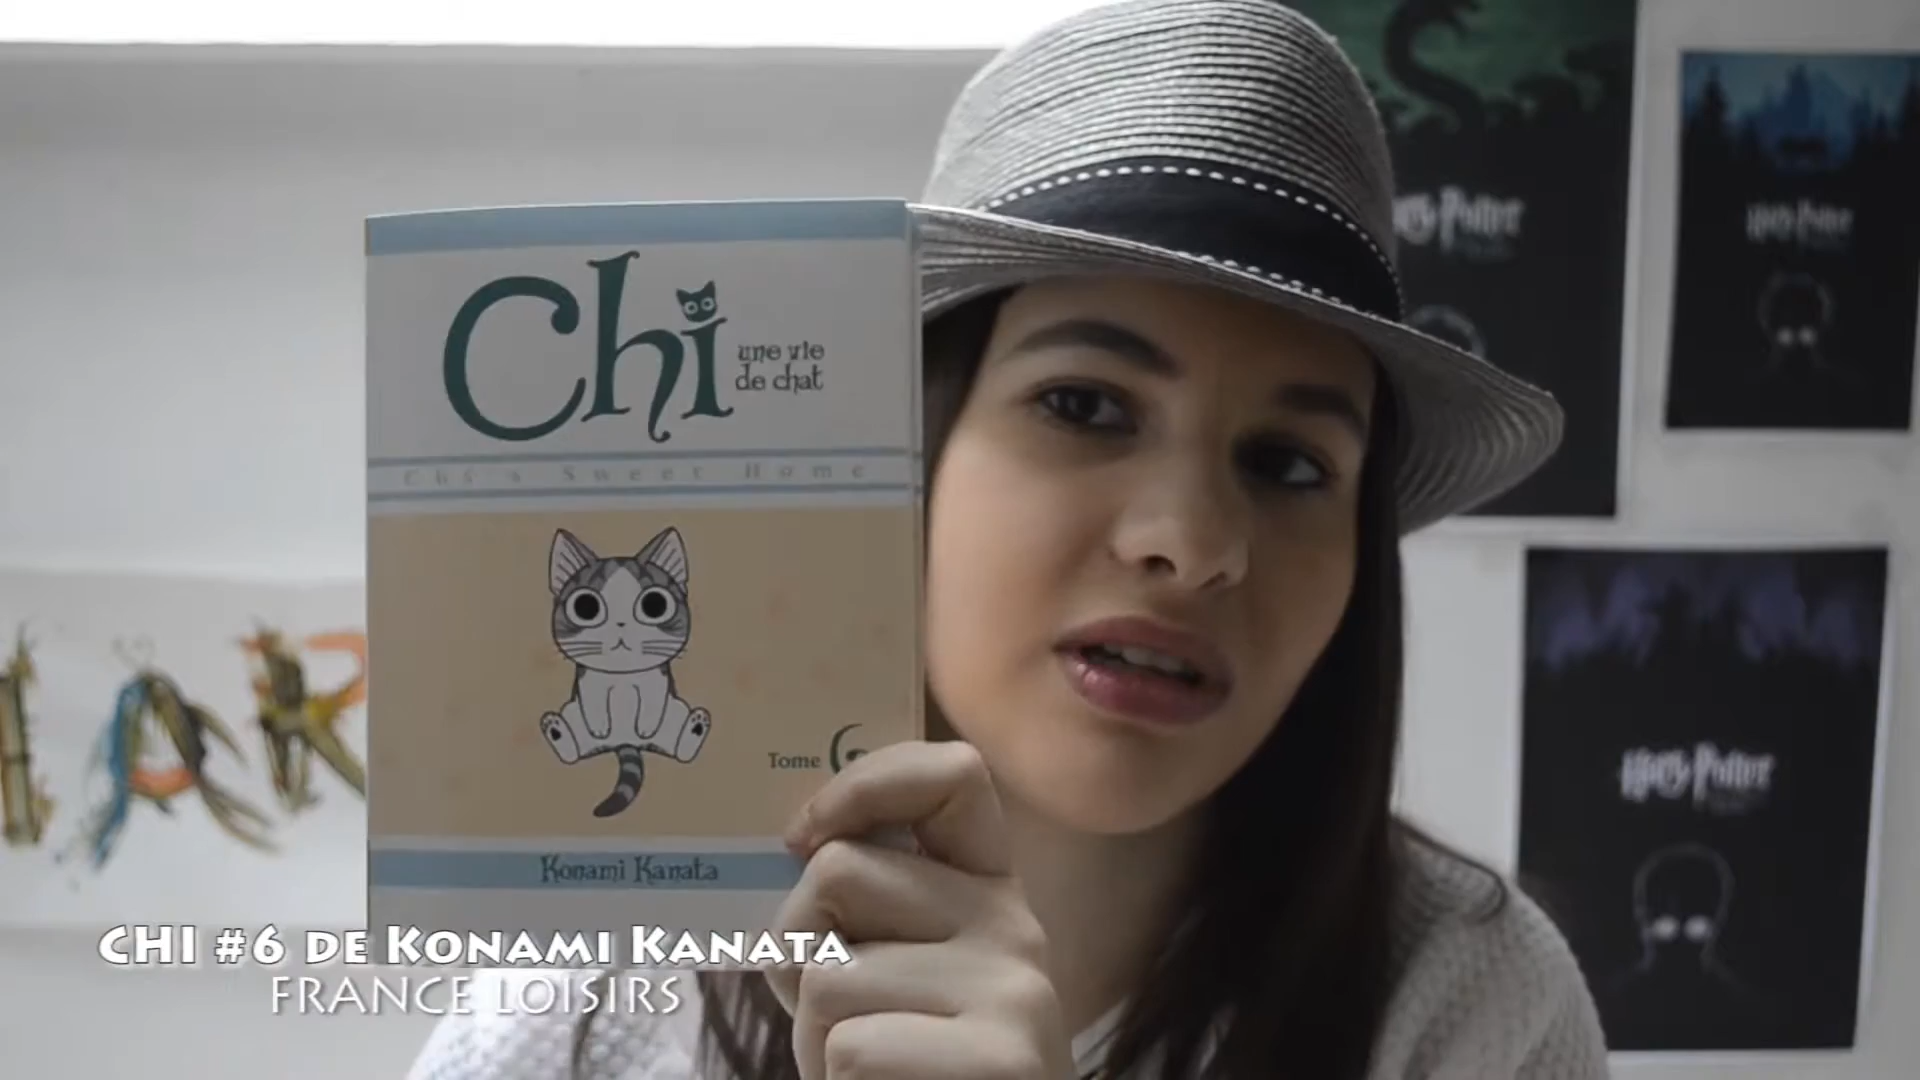 Chi
une vie
de chat
Chi's Sweet Home
Tome 6
Konami Kanata
CHI #6 DE KONAMI KANATA
FRANCE LOISIRS
Harry Potter
Harry Potter
Harry Potter